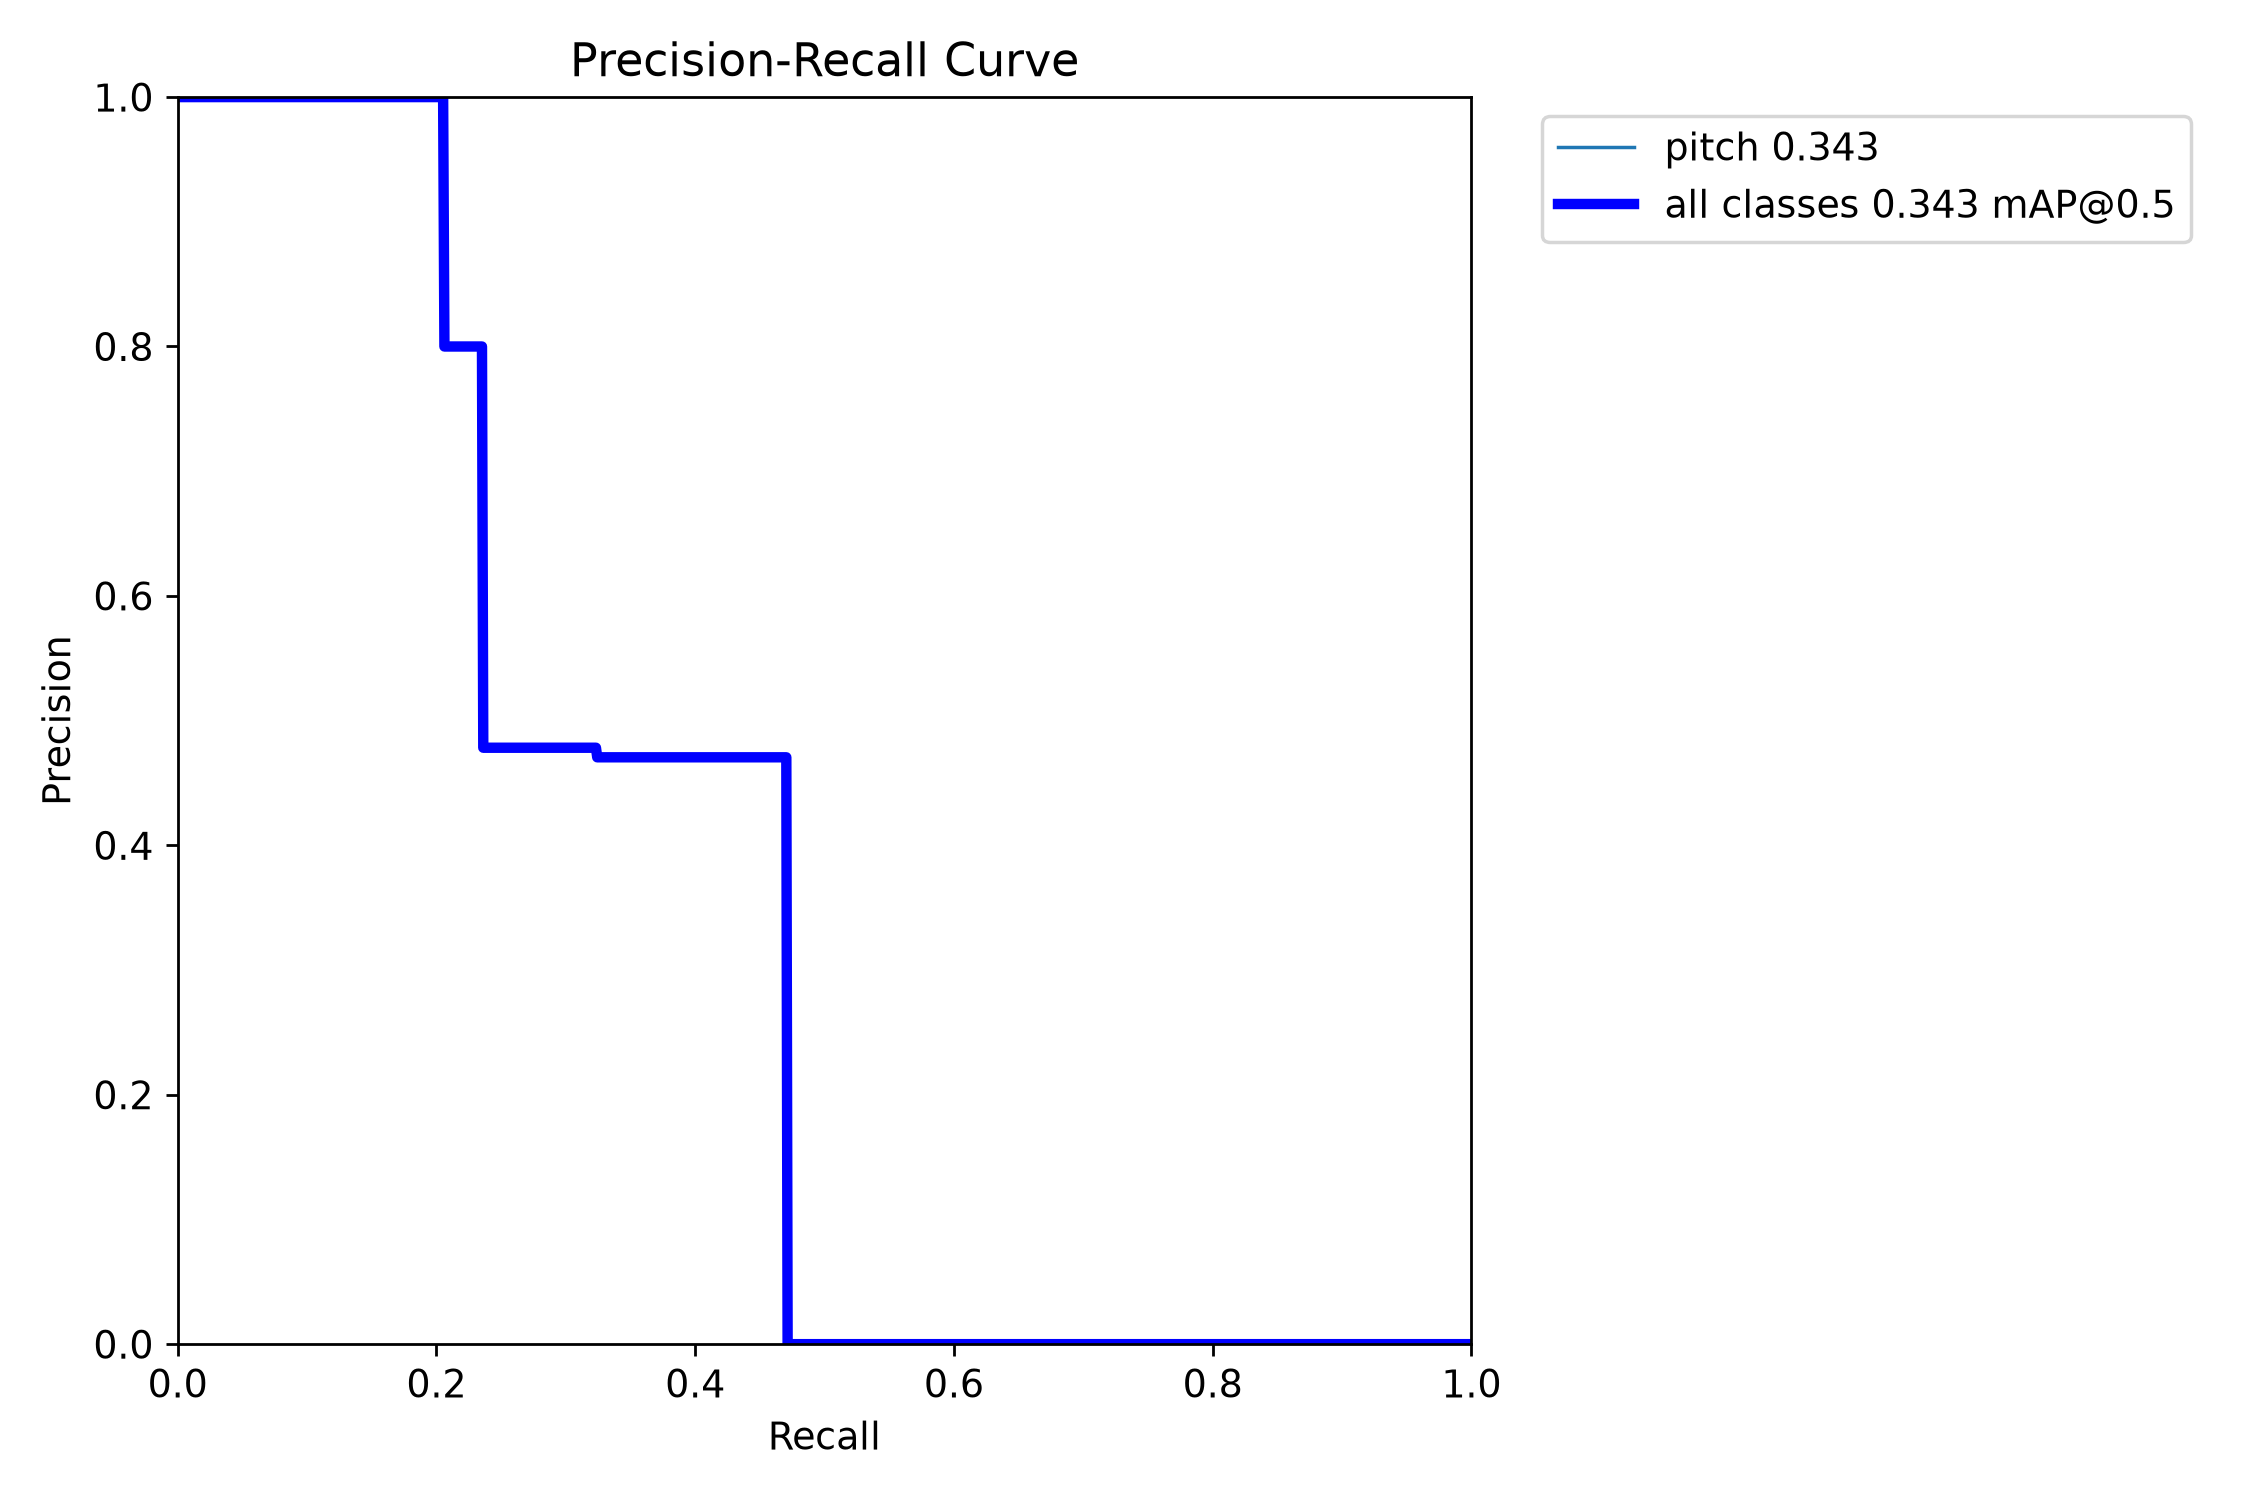 Precision-Recall Curve
pitch 0.343
all classes 0.343 mAP@0.5
Precision
1.0
0.8
0.6
0.4
0.2
0.0
0.0 0.2 0.4 0.6 0.8 1.0
Recall